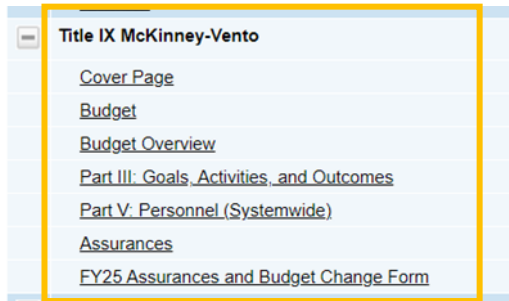 Title IX McKinney-Vento
Cover Page
Budget
Budget Overview
Part III: Goals, Activities, and Outcomes
Part V: Personnel (Systemwide)
Assurances
FY25 Assurances and Budget Change Form